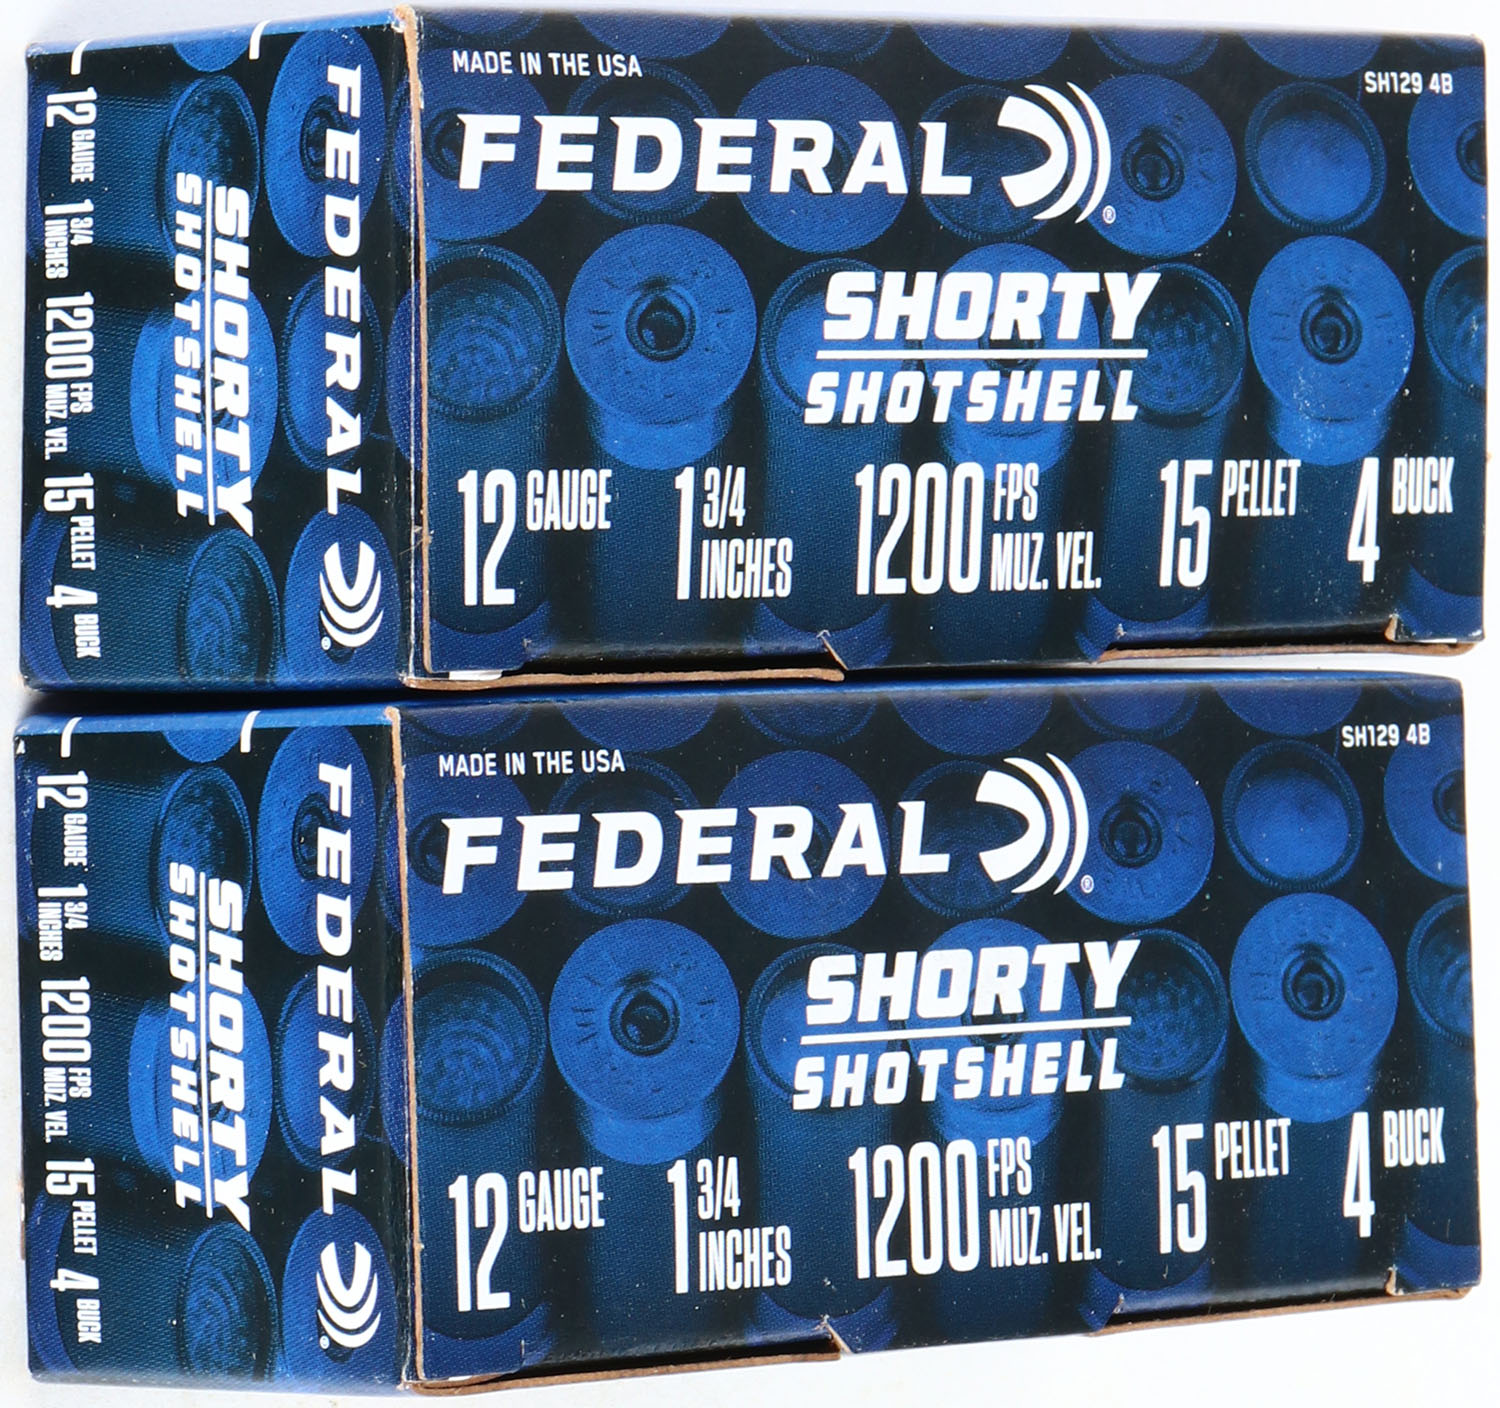 MADE IN THE USA
SH129 4B
FEDERAL
®
SHORTY
SHOTSHELL
12 GAUGE 1 3/4 INCHES 1200 FPS MUZ. VEL. 15 PELLET 4 BUCK
FEDERAL
®
SHORTY
SHOTSHELL
12 GAUGE 1 3/4 INCHES 1200 FPS MUZ. VEL. 15 PELLET 4 BUCK
MADE IN THE USA
SH129 4B
FEDERAL
®
SHORTY
SHOTSHELL
12 GAUGE 1 3/4 INCHES 1200 FPS MUZ. VEL. 15 PELLET 4 BUCK
FEDERAL
®
SHORTY
SHOTSHELL
12 GAUGE 1 3/4 INCHES 1200 FPS MUZ. VEL. 15 PELLET 4 BUCK